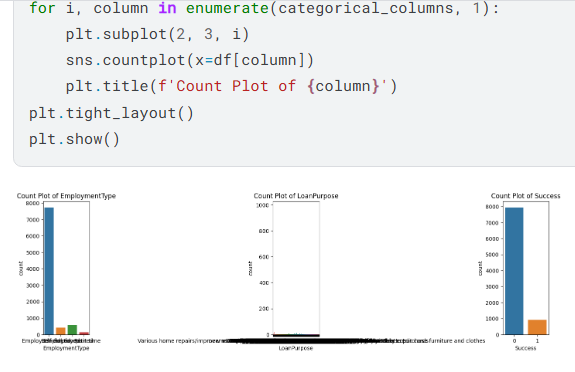 for i, column in enumerate(categorical_columns, 1):
    plt.subplot(2, 3, i)
    sns.countplot(x=df[column])
    plt.title(f'Count Plot of {column}')
plt.tight_layout()
plt.show()
Count Plot of EmploymentType
8000
7000
6000
5000
4000
3000
2000
1000
0
count
EmploymentType
Count Plot of LoanPurpose
1000
800
600
400
200
0
count
Various home repairs/improvements
furniture and clothes
LoanPurpose
Count Plot of Success
8000
7000
6000
5000
4000
3000
2000
1000
0
count
0 1
Success